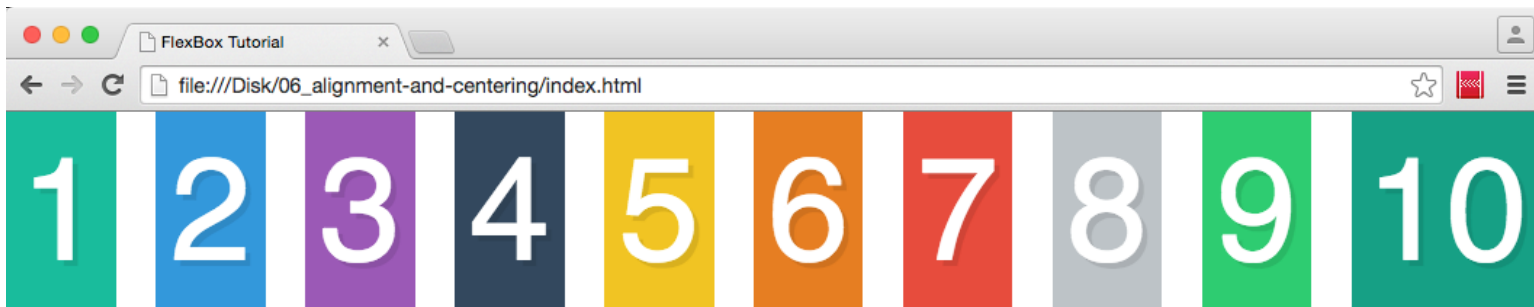 FlexBox Tutorial
file:///Disk/06_alignment-and-centering/index.html
1 2 3 4 5 6 7 8 9 10